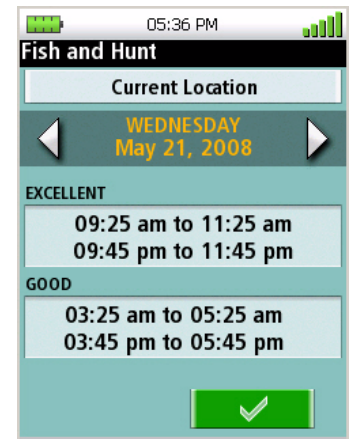 05:36 PM
Fish and Hunt
Current Location
WEDNESDAY
May 21, 2008
EXCELLENT
09:25 am to 11:25 am
09:45 pm to 11:45 pm
GOOD
03:25 am to 05:25 am
03:45 pm to 05:45 pm